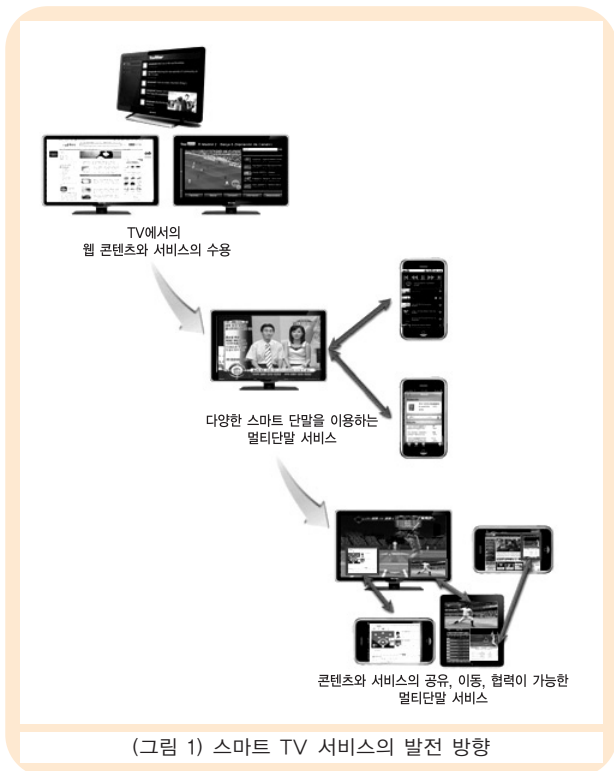 TV에서의
웹 콘텐츠와 서비스의 수용
다양한 스마트 단말을 이용하는
멀티단말 서비스
콘텐츠와 서비스의 공유, 이동, 협력이 가능한
멀티단말 서비스
(그림 1) 스마트 TV 서비스의 발전 방향